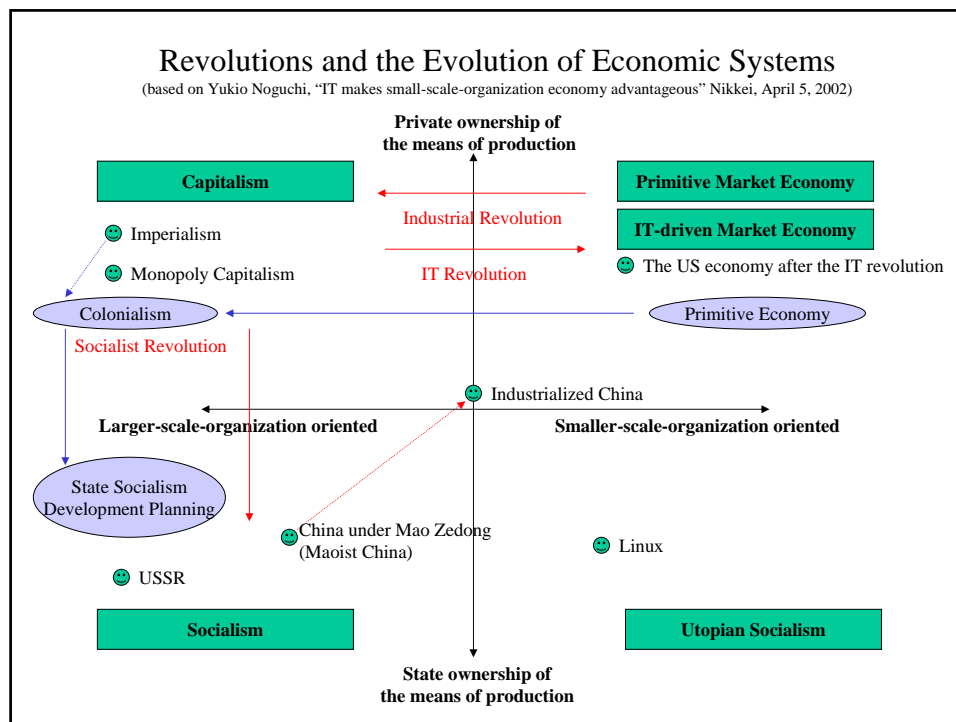 Revolutions and the Evolution of Economic Systems
(based on Yukio Noguchi, “IT makes small-scale-organization economy advantageous” Nikkei, April 5, 2002)
Private ownership of
the means of production
Capitalism
Primitive Market Economy
Industrial Revolution
IT-driven Market Economy
Imperialism
IT Revolution
The US economy after the IT revolution
Monopoly Capitalism
Colonialism
Primitive Economy
Socialist Revolution
Industrialized China
Larger-scale-organization oriented
Smaller-scale-organization oriented
State Socialism
Development Planning
China under Mao Zedong
(Maoist China)
Linux
USSR
Socialism
Utopian Socialism
State ownership of
the means of production